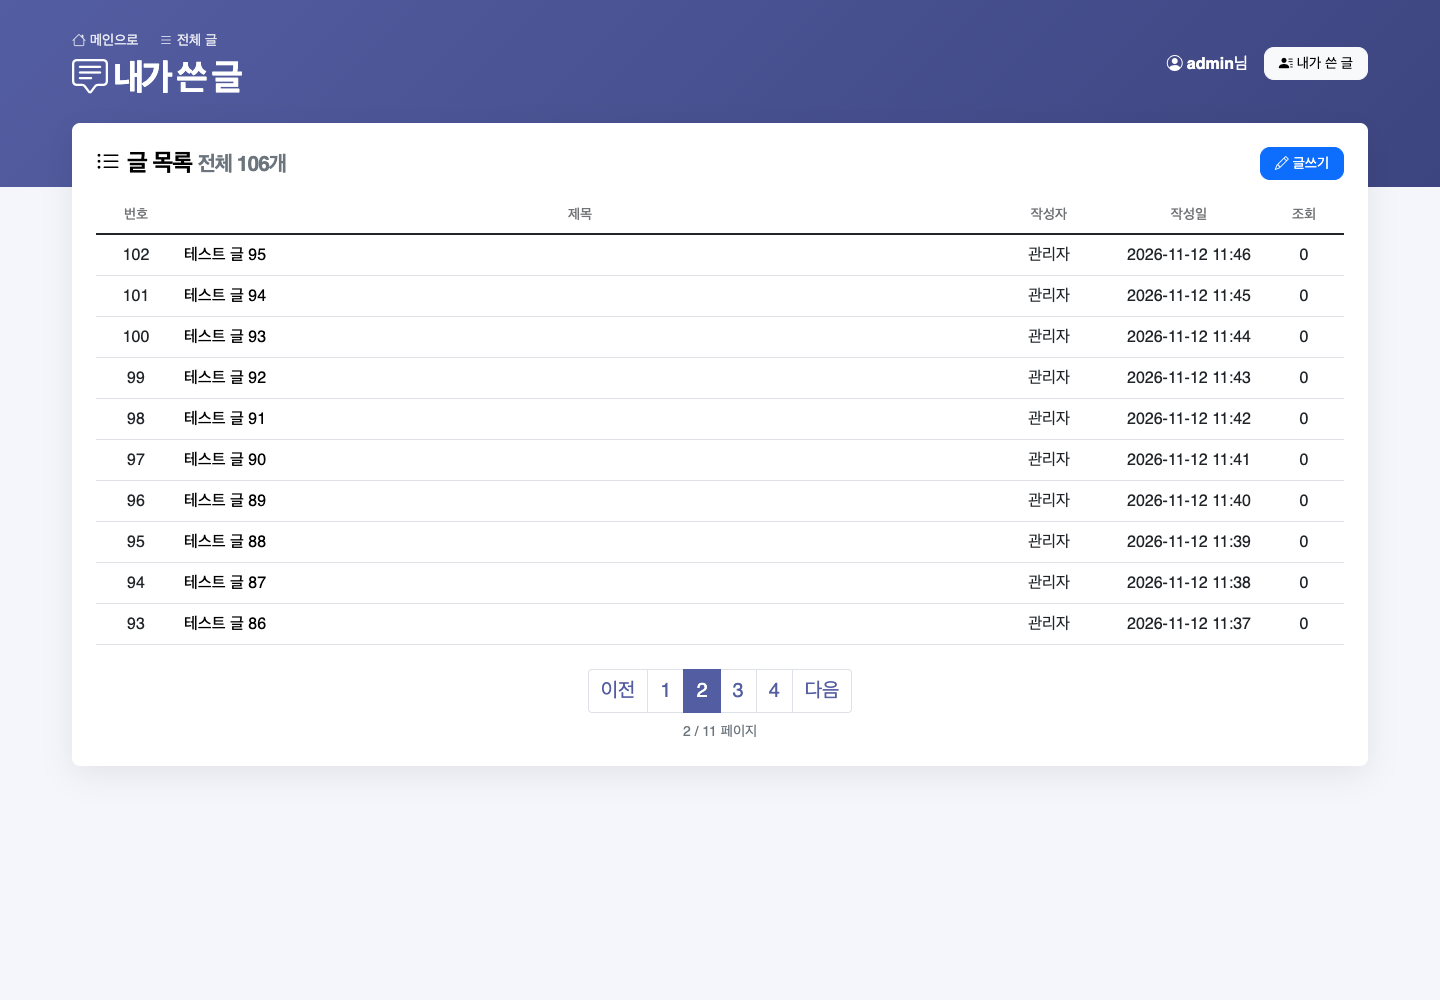 메인으로 전체 글
내가 쓴 글
admin님 내가 쓴 글
글 목록 전체 106개
글쓰기
번호 제목 작성자 작성일 조회
102 테스트 글 95 관리자 2026-11-12 11:46 0
101 테스트 글 94 관리자 2026-11-12 11:45 0
100 테스트 글 93 관리자 2026-11-12 11:44 0
99 테스트 글 92 관리자 2026-11-12 11:43 0
98 테스트 글 91 관리자 2026-11-12 11:42 0
97 테스트 글 90 관리자 2026-11-12 11:41 0
96 테스트 글 89 관리자 2026-11-12 11:40 0
95 테스트 글 88 관리자 2026-11-12 11:39 0
94 테스트 글 87 관리자 2026-11-12 11:38 0
93 테스트 글 86 관리자 2026-11-12 11:37 0
이전 1 2 3 4 다음
2 / 11 페이지